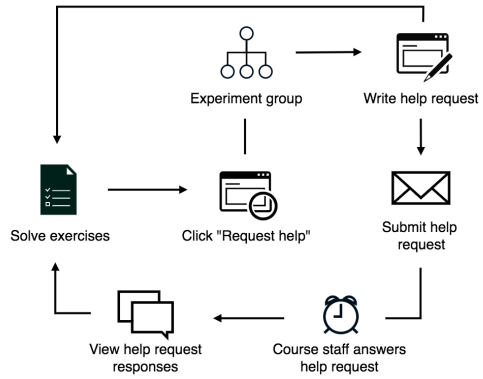 Experiment group
Write help request
Solve exercises
Click "Request help"
Submit help
request
View help request
responses
Course staff answers
help request